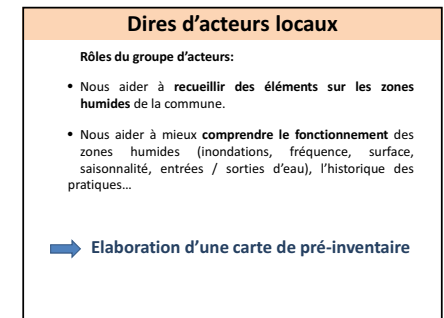 Dires d’acteurs locaux
Rôles du groupe d’acteurs:
• Nous aider à recueillir des éléments sur les zones
humides de la commune.
• Nous aider à mieux comprendre le fonctionnement des
zones humides (inondations, fréquence, surface,
saisonnalité, entrées / sorties d’eau), l’historique des
pratiques…
Elaboration d’une carte de pré-inventaire